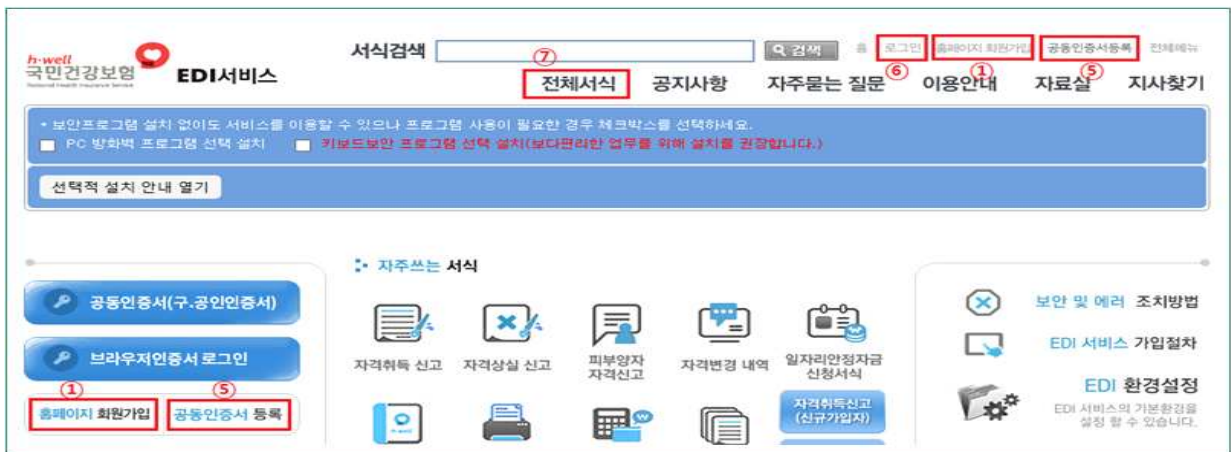 서식검색
검색 홈 로그인 홈페이지 회원가입 공동인증서등록 전체메뉴
h·well
국민건강보험
National Health Insurance Service
EDI서비스
⑦ ⑥ ① ⑤
전체서식 공지사항 자주묻는 질문 이용안내 자료실 지사찾기
• 보안프로그램 설치 없이도 서비스를 이용할 수 있으나 프로그램 사용이 필요한 경우 체크박스를 선택하세요.
PC 방화벽 프로그램 선택 설치 키보드보안 프로그램 선택 설치(보다편리한 업무를 위해 설치를 권장합니다.)
선택적 설치 안내 열기
공동인증서(구.공인인증서)
브라우저인증서 로그인
① ⑤
홈페이지 회원가입 공동인증서 등록
자주쓰는 서식
자격취득 신고 자격상실 신고 피부양자 자격신고 자격변경 내역 일자리안정자금 신청서식
자격취득신고
(신규가입자)
보안 및 에러 조치방법
EDI 서비스 가입절차
EDI 환경설정
EDI 서비스의 기본환경을
설정 할 수 있습니다.